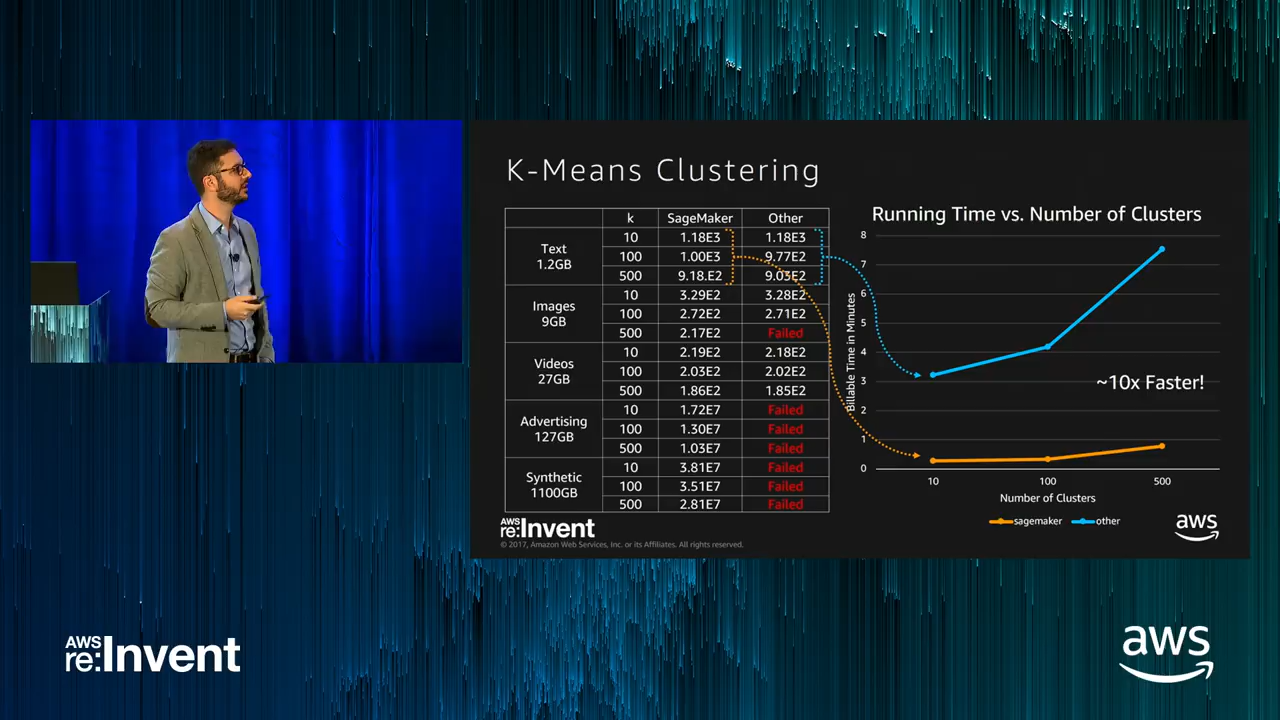 K-Means Clustering
k SageMaker Other
Text
1.2GB
10 1.18E3 1.18E3
100 1.00E3 9.77E2
500 9.18.E2 9.03E2
Images
9GB
10 3.29E2 3.28E2
100 2.72E2 2.71E2
500 2.17E2 Failed
Videos
27GB
10 2.19E2 2.18E2
100 2.03E2 2.02E2
500 1.86E2 1.85E2
Advertising
127GB
10 1.72E7 Failed
100 1.30E7 Failed
500 1.03E7 Failed
Synthetic
1100GB
10 3.81E7 Failed
100 3.51E7 Failed
500 2.81E7 Failed
Running Time vs. Number of Clusters
8
7
6
5
4
3
2
1
0
Billable Time in Minutes
~10x Faster!
10 100 500
Number of Clusters
sagemaker other
AWS
re:Invent
© 2017, Amazon Web Services, Inc. or its Affiliates. All rights reserved.
aws
AWS
re:Invent
aws